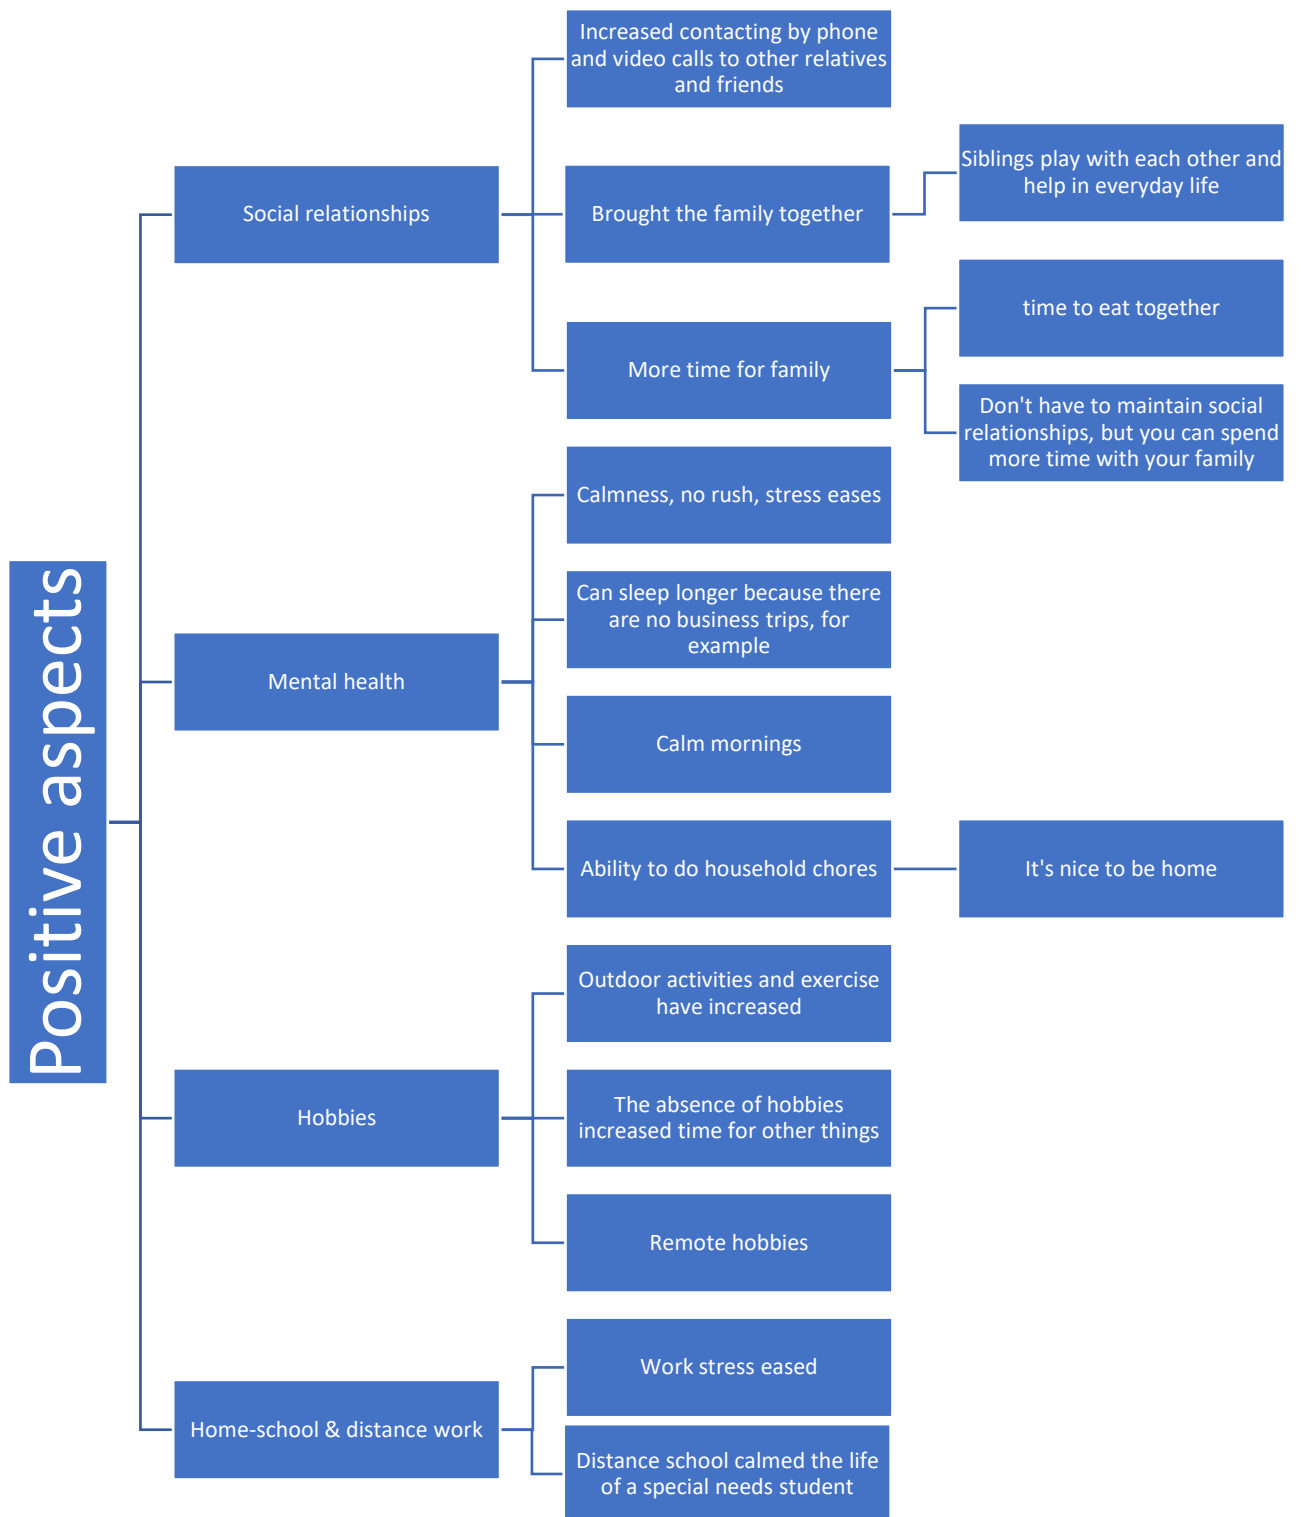 Positive aspects
Social relationships
Increased contacting by phone
and video calls to other relatives
and friends
Brought the family together
Siblings play with each other and
help in everyday life
More time for family
time to eat together
Don't have to maintain social
relationships, but you can spend
more time with your family
Mental health
Calmness, no rush, stress eases
Can sleep longer because there
are no business trips, for
example
Calm mornings
Ability to do household chores
It's nice to be home
Hobbies
Outdoor activities and exercise
have increased
The absence of hobbies
increased time for other things
Remote hobbies
Home-school & distance work
Work stress eased
Distance school calmed the life
of a special needs student